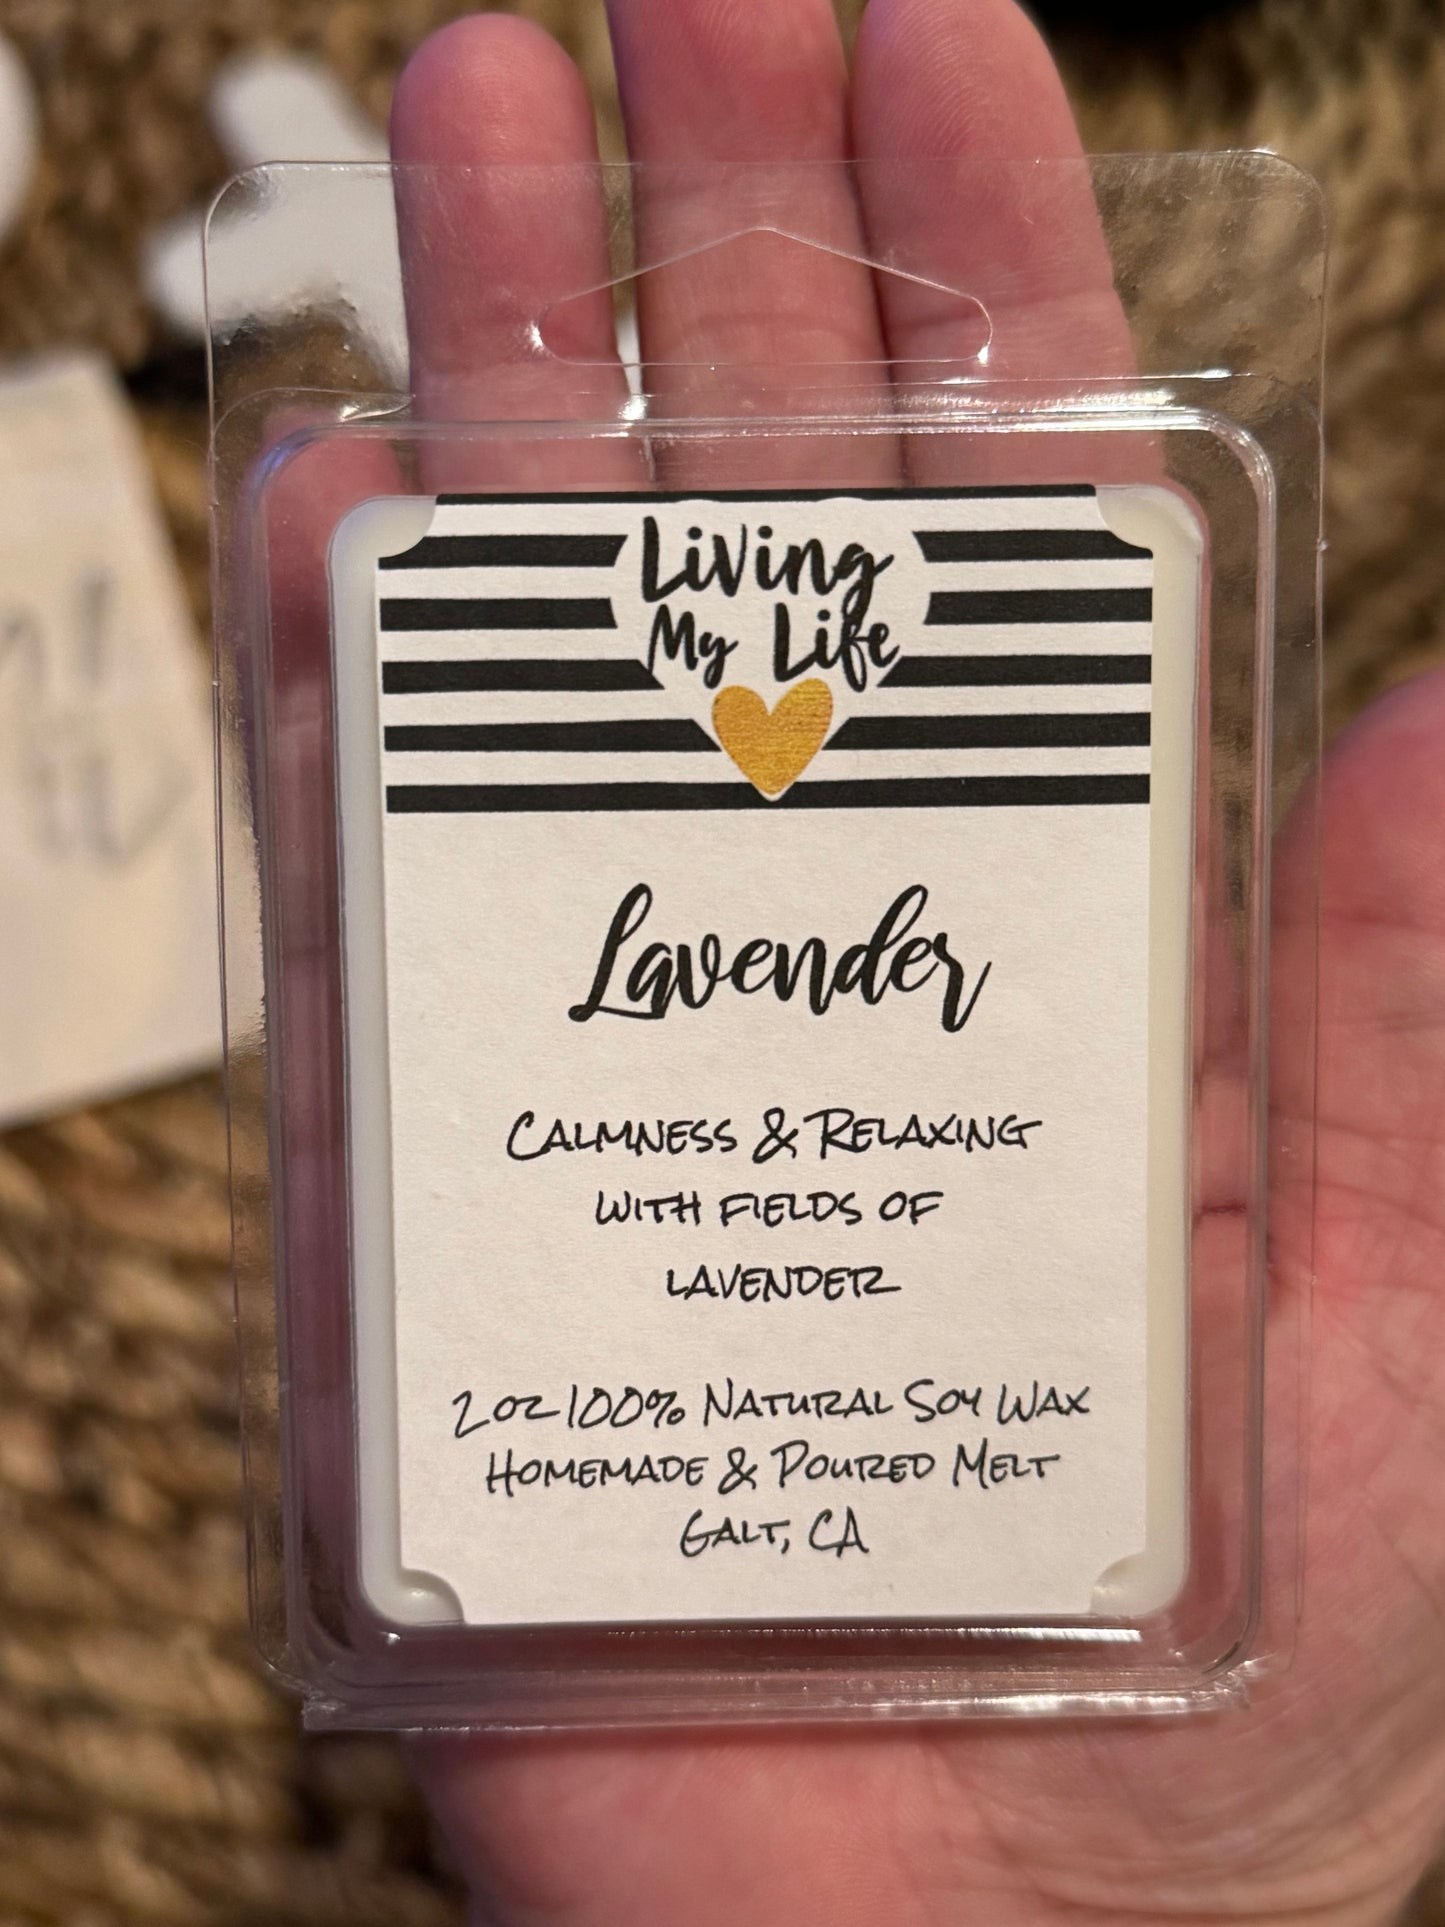 Living
My Life
Lavender
Calmness & Relaxing
with fields of
lavender
2oz 100% Natural Soy Wax
Homemade & Poured Melt
Galt, CA